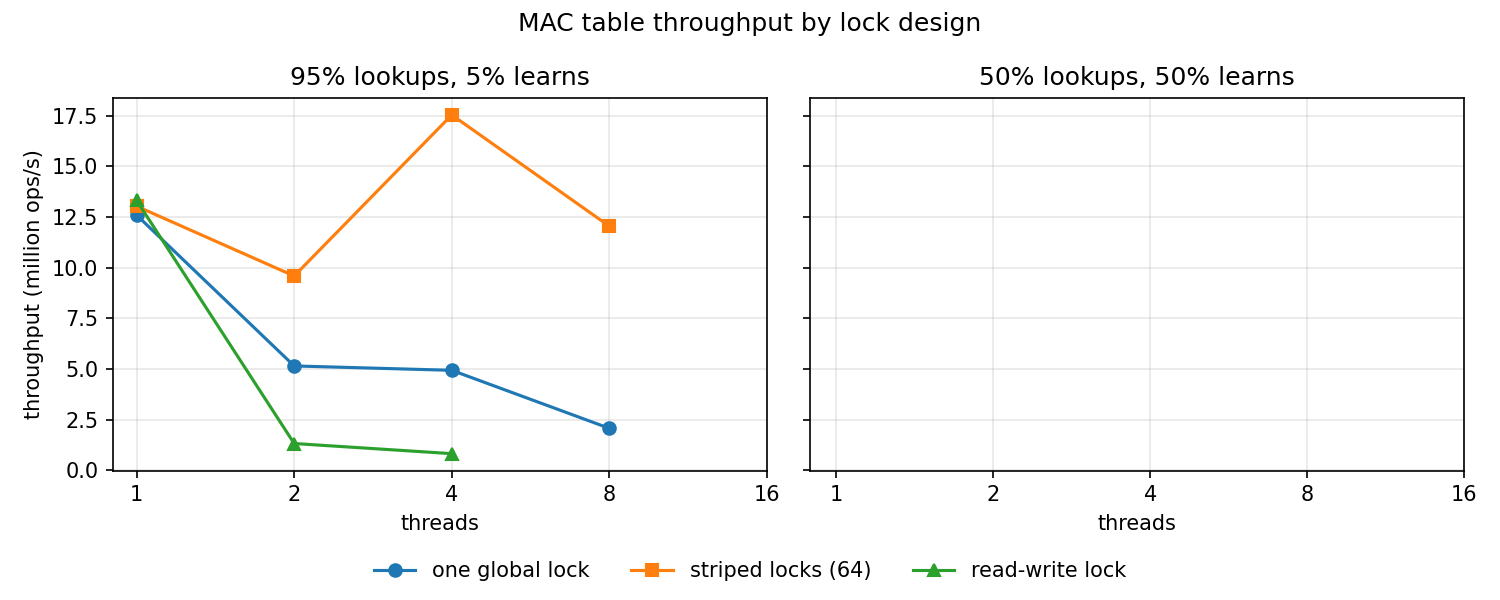 MAC table throughput by lock design
95% lookups, 5% learns
50% lookups, 50% learns
throughput (million ops/s)
17.5
15.0
12.5
10.0
7.5
5.0
2.5
0.0
1 2 4 8 16
1 2 4 8 16
threads
threads
one global lock
striped locks (64)
read-write lock